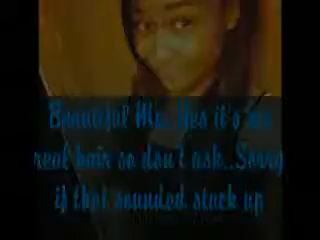 Beautiful Me..Yes it's my
real hair so don't ask..Sorry
if that sounded stuck up